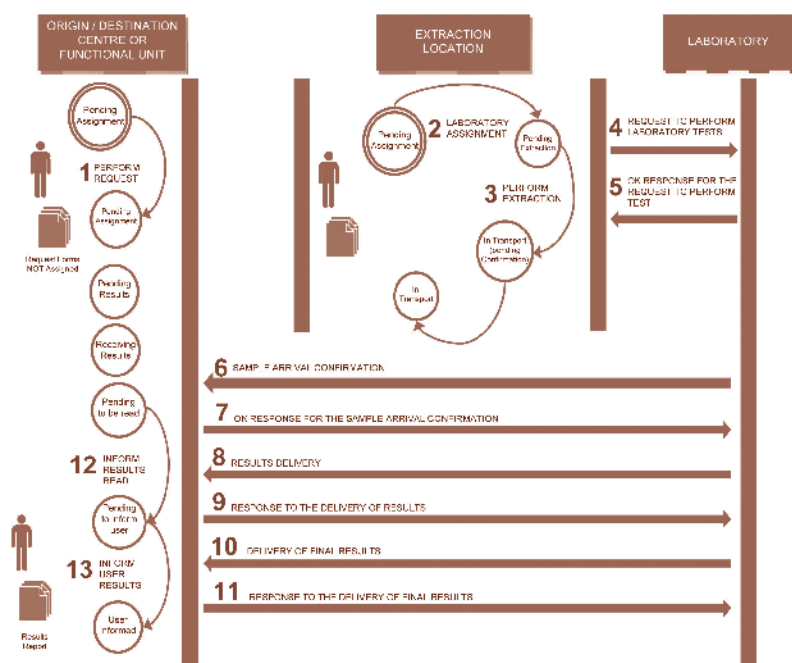 ORIGIN / DESTINATION
CENTRE OR
FUNCTIONAL UNIT
EXTRACTION
LOCATION
LABORATORY
Pending
Assignment
1 PERFORM
REQUEST
Pending
Assignment
Request Forms
NOT Assigned
Pending
Results
Receiving
Results
Pending
to be read
12 INFORM
RESULTS
READ
Pending
to inform
user
13 INFORM
USER
RESULTS
User
informed
Results
Report
Pending
Assignment
2 LABORATORY
ASSIGNMENT
Pending
Extraction
3 PERFORM
EXTRACTION
In Transport
(pending
Confirmation)
In
Transport
4 REQUEST TO PERFORM
LABORATORY TESTS
5 OK RESPONSE FOR THE
REQUEST TO PERFORM
TEST
6 SAMPLE ARRIVAL CONFIRMATION
7 OK RESPONSE FOR THE SAMPLE ARRIVAL CONFIRMATION
8 RESULTS DELIVERY
9 RESPONSE TO THE DELIVERY OF RESULTS
10 DELIVERY OF FINAL RESULTS
11 RESPONSE TO THE DELIVERY OF FINAL RESULTS